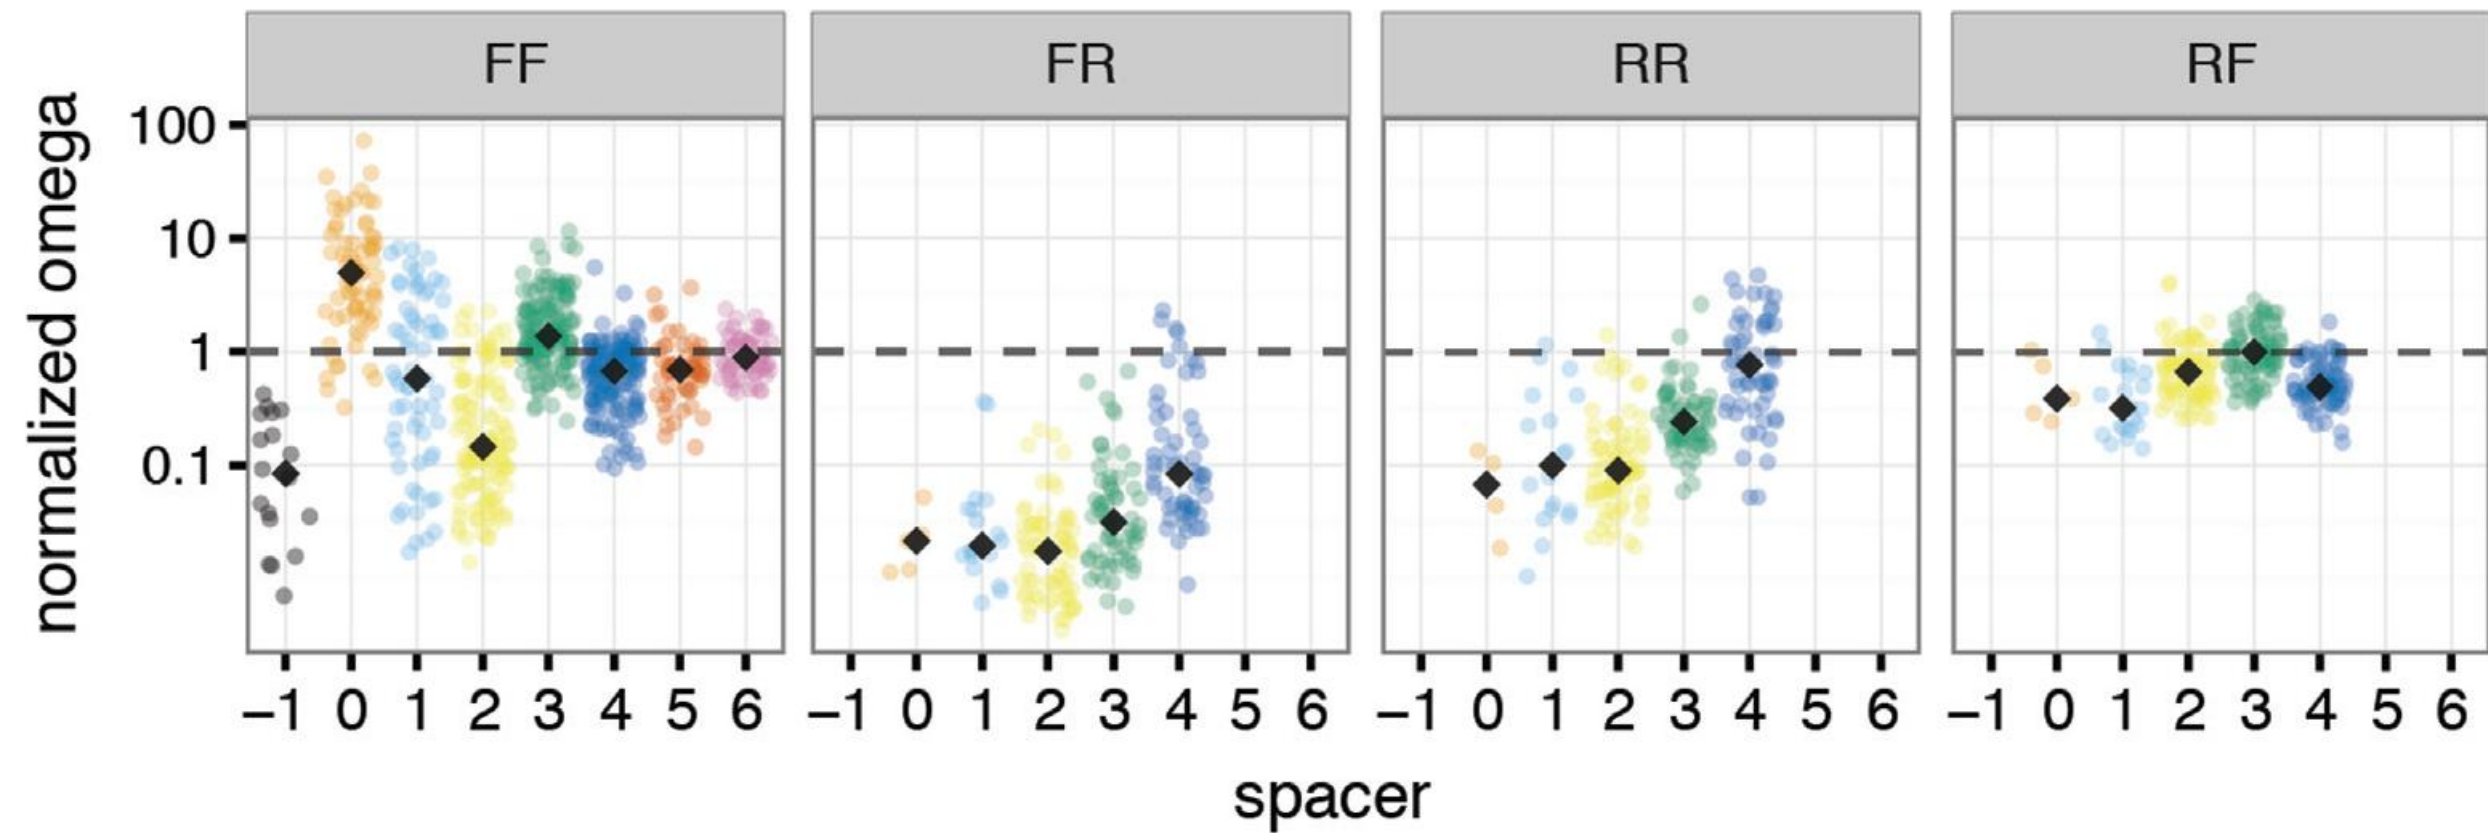 FF FR RR RF
normalized omega
100
10
1
0.1
−1 0 1 2 3 4 5 6 −1 0 1 2 3 4 5 6 −1 0 1 2 3 4 5 6 −1 0 1 2 3 4 5 6
spacer